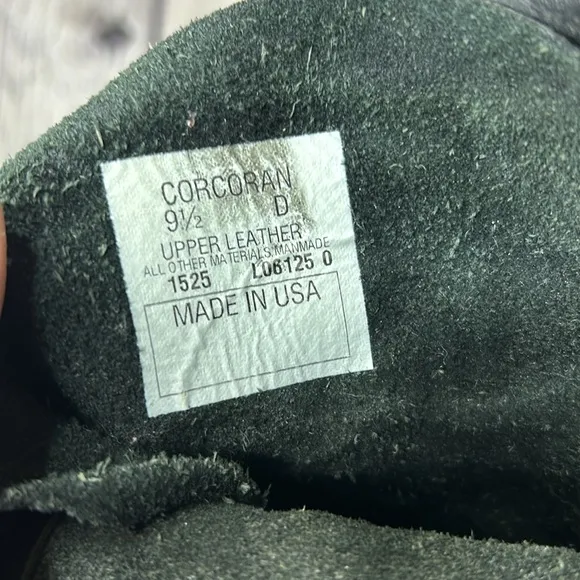 CORCORAN
9½ D
UPPER LEATHER
ALL OTHER MATERIALS, MANMADE
1525 L06125 0
MADE IN USA